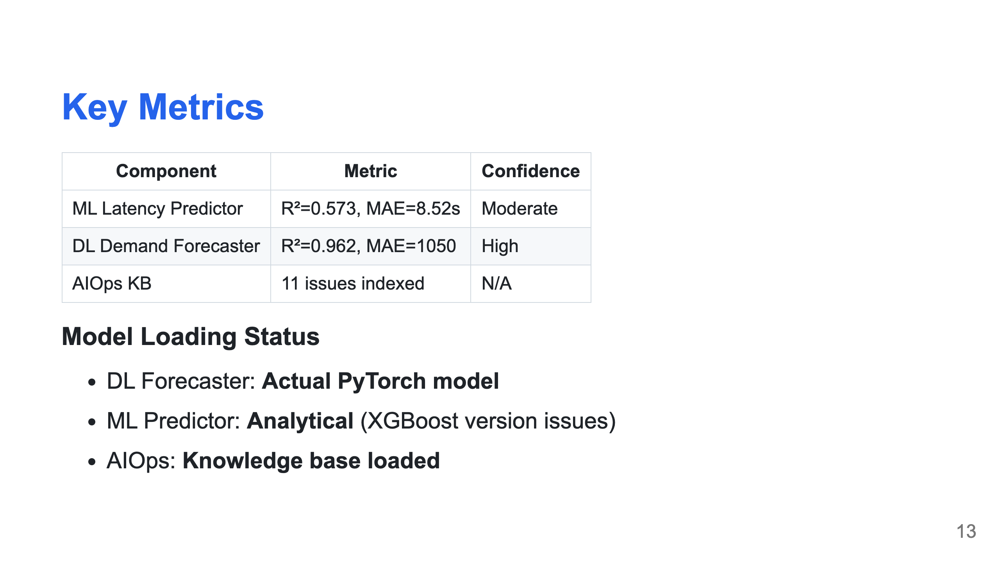 Key Metrics
Component Metric Confidence
ML Latency Predictor R²=0.573, MAE=8.52s Moderate
DL Demand Forecaster R²=0.962, MAE=1050 High
AIOps KB 11 issues indexed N/A
Model Loading Status
• DL Forecaster: Actual PyTorch model
• ML Predictor: Analytical (XGBoost version issues)
• AIOps: Knowledge base loaded
13